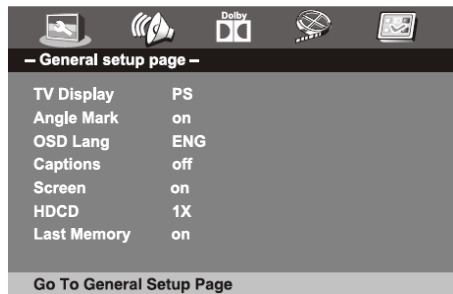 Dolby
– General setup page –
TV Display PS
Angle Mark on
OSD Lang ENG
Captions off
Screen on
HDCD 1X
Last Memory on
Go To General Setup Page